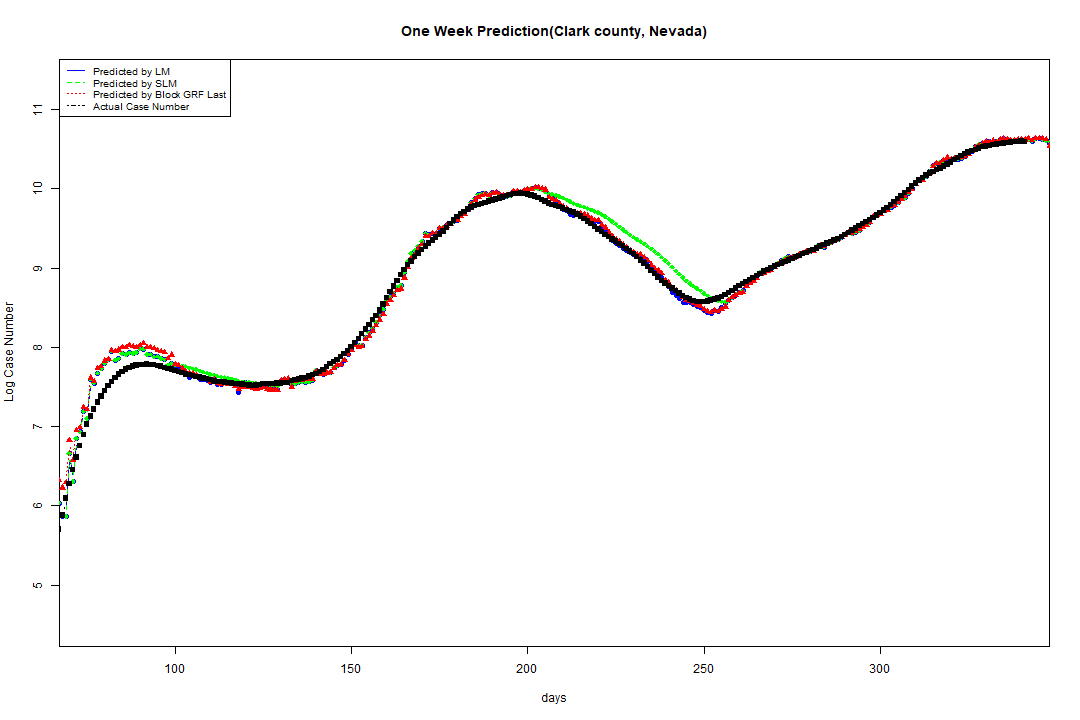 One Week Prediction(Clark county, Nevada)
Predicted by LM
Predicted by SLM
Predicted by Block GRF Last
Actual Case Number
11
10
9
8
7
6
5
Log Case Number
100 150 200 250 300
days